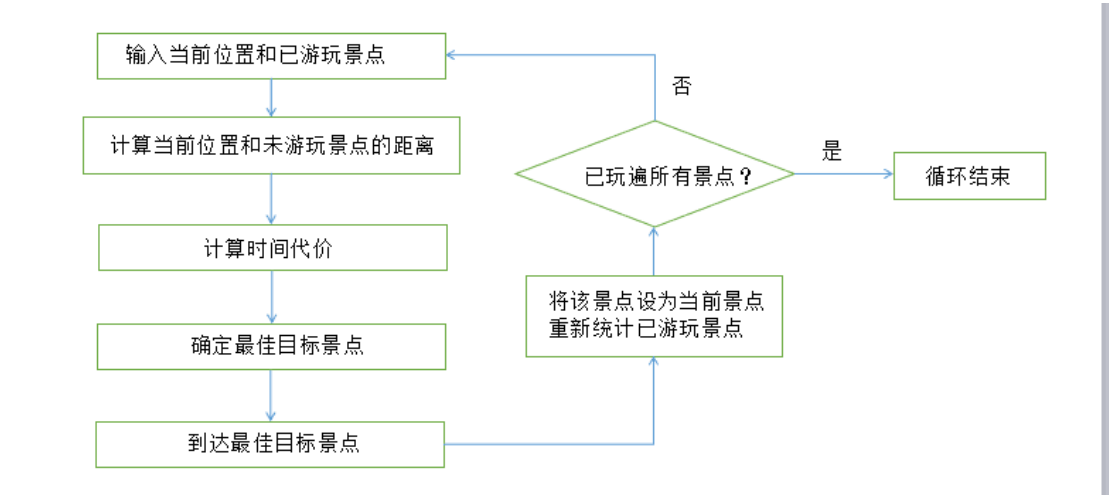 输入当前位置和已游玩景点
计算当前位置和未游玩景点的距离
计算时间代价
确定最佳目标景点
到达最佳目标景点
将该景点设为当前景点
重新统计已游玩景点
已玩遍所有景点？
否
是
循环结束